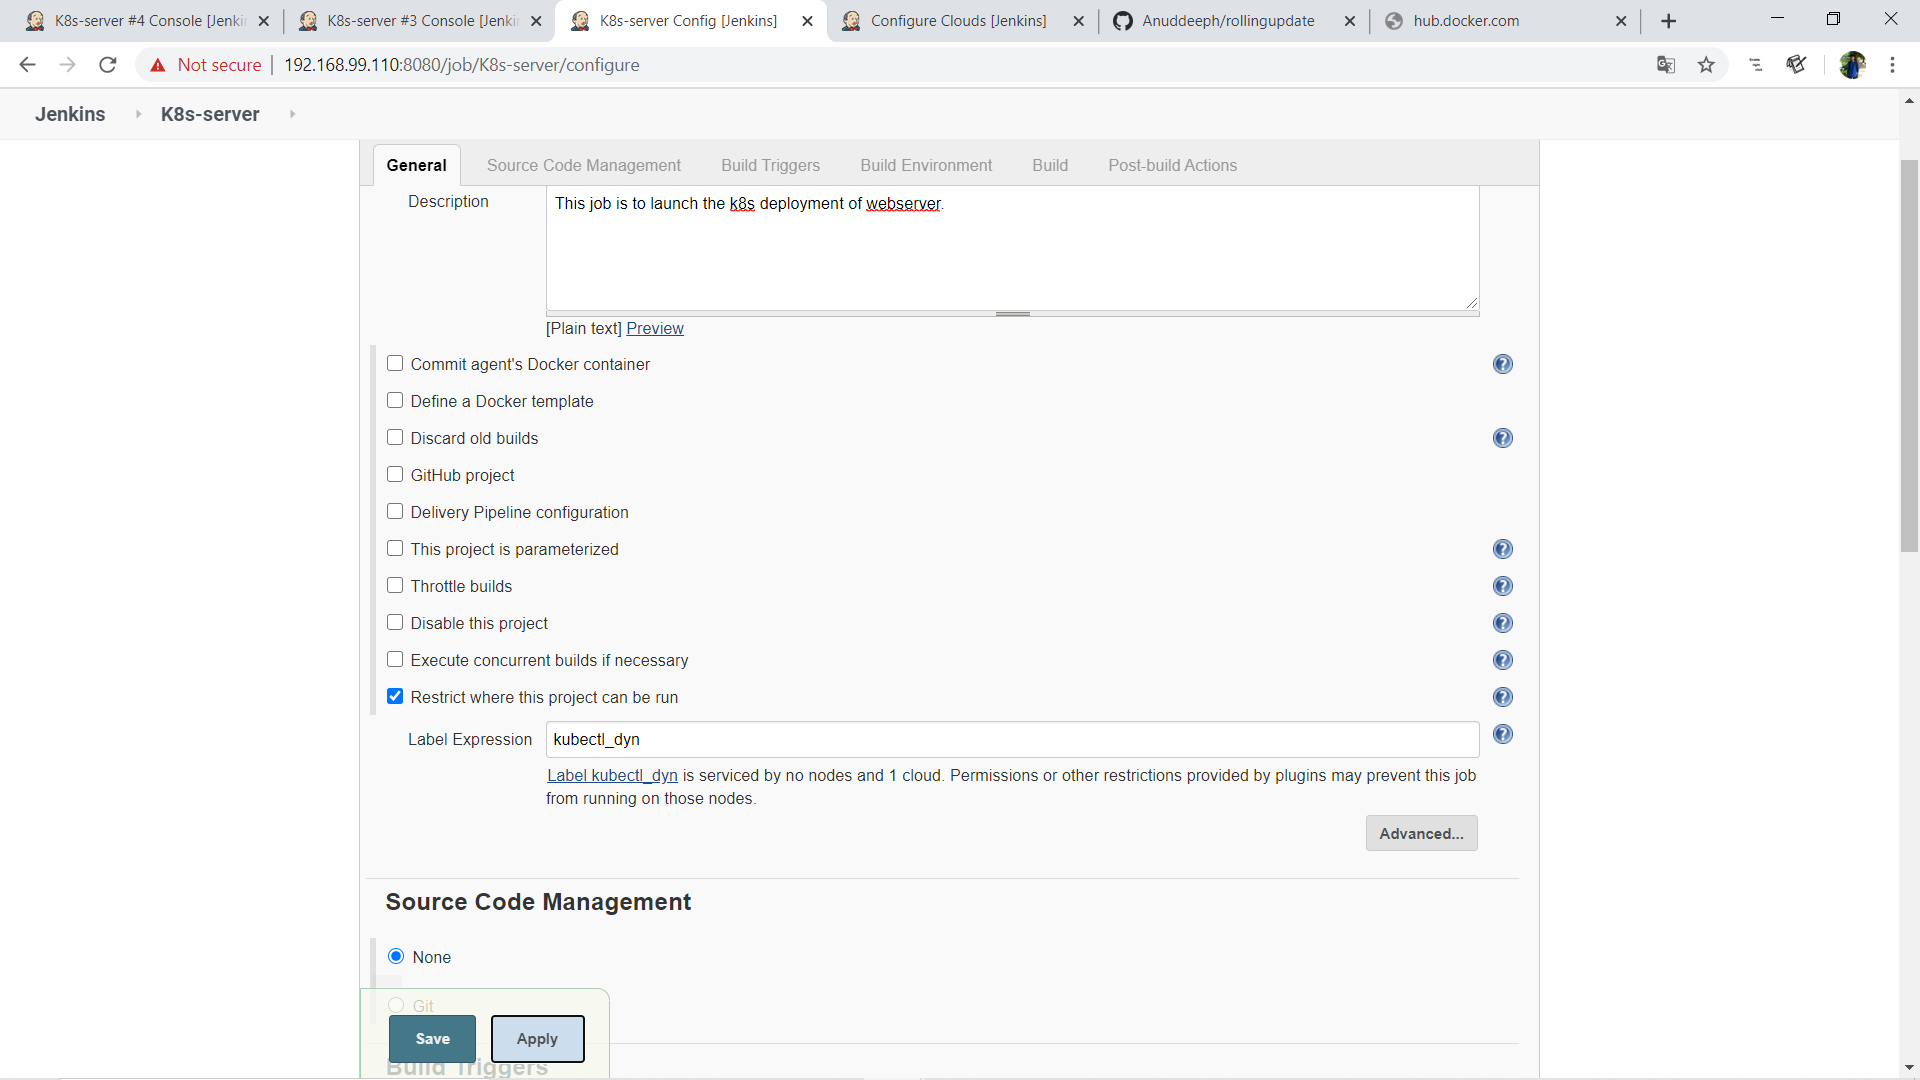 K8s-server #4 Console [Jenki
K8s-server #3 Console [Jenki
K8s-server Config [Jenkins]
Configure Clouds [Jenkins]
Anuddeeph/rollingupdate
hub.docker.com
Not secure
192.168.99.110:8080/job/K8s-server/configure
Jenkins
K8s-server
General
Source Code Management
Build Triggers
Build Environment
Build
Post-build Actions
Description
This job is to launch the k8s deployment of webserver.
[Plain text] Preview
Commit agent's Docker container
Define a Docker template
Discard old builds
GitHub project
Delivery Pipeline configuration
This project is parameterized
Throttle builds
Disable this project
Execute concurrent builds if necessary
Restrict where this project can be run
Label Expression
kubectl_dyn
Label kubectl_dyn is serviced by no nodes and 1 cloud. Permissions or other restrictions provided by plugins may prevent this job
from running on those nodes.
Advanced...
Source Code Management
None
Git
Save
Apply
Build Triggers